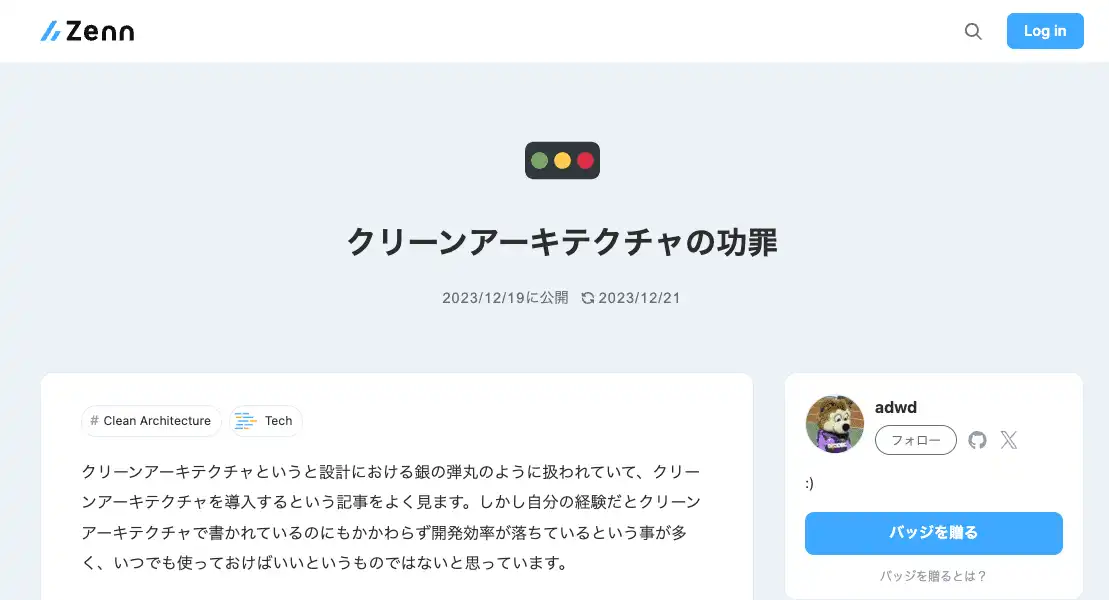 Zenn
Log in
クリーンアーキテクチャの功罪
2023/12/19に公開 2023/12/21
# Clean Architecture Tech
クリーンアーキテクチャというと設計における銀の弾丸のように扱われていて、クリー
ンアーキテクチャを導入するという記事をよく見ます。しかし自分の経験だとクリーン
アーキテクチャで書かれているのにもかかわらず開発効率が落ちているという事が多
く、いつでも使っておけばいいというものではないと思っています。
adwd
フォロー
:)
バッジを贈る
バッジを贈るとは？